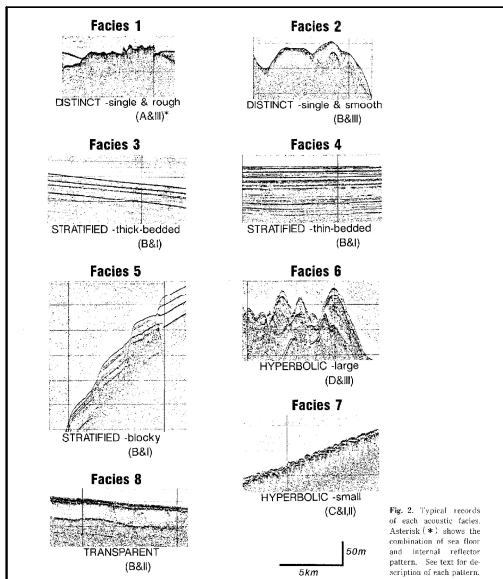 Facies 1
DISTINCT -single & rough
(A&III)*
Facies 2
DISTINCT -single & smooth
(B&III)
Facies 3
STRATIFIED -thick-bedded
(B&I)
Facies 4
STRATIFIED -thin-bedded
(B&I)
Facies 5
STRATIFIED -blocky
(B&I)
Facies 6
HYPERBOLIC -large
(D&III)
Facies 7
HYPERBOLIC -small
(C&I,II)
Facies 8
TRANSPARENT
(B&II)
50m
5km
Fig. 2. Typical records
of each acoustic facies.
Asterisk (*) shows the
combination of sea floor
and internal reflector
pattern. See text for de-
scription of each pattern.